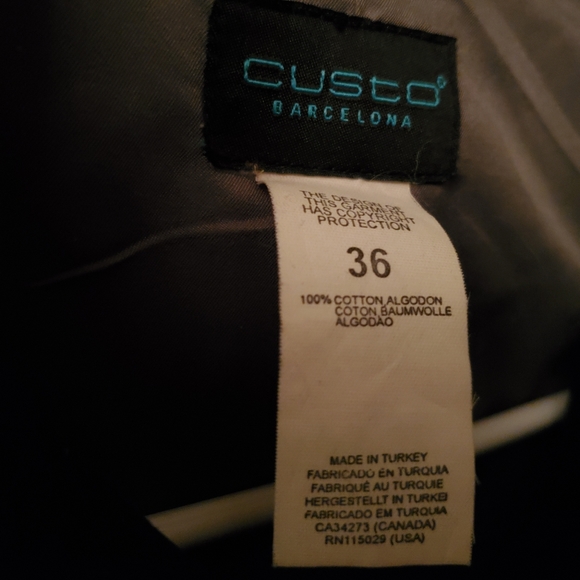 custo®
BARCELONA
THE DESIGN OF
THIS GARMENT
HAS COPYRIGHT
PROTECTION
36
100% COTTON, ALGODON
COTON, BAUMWOLLE
ALGODÃO
MADE IN TURKEY
FABRICADO EN TURQUIA
FABRIQUÉ AU TURQUIE
HERGESTELLT IN TURKEI
FABRICADO EM TURQUIA
CA34273 (CANADA)
RN115029 (USA)